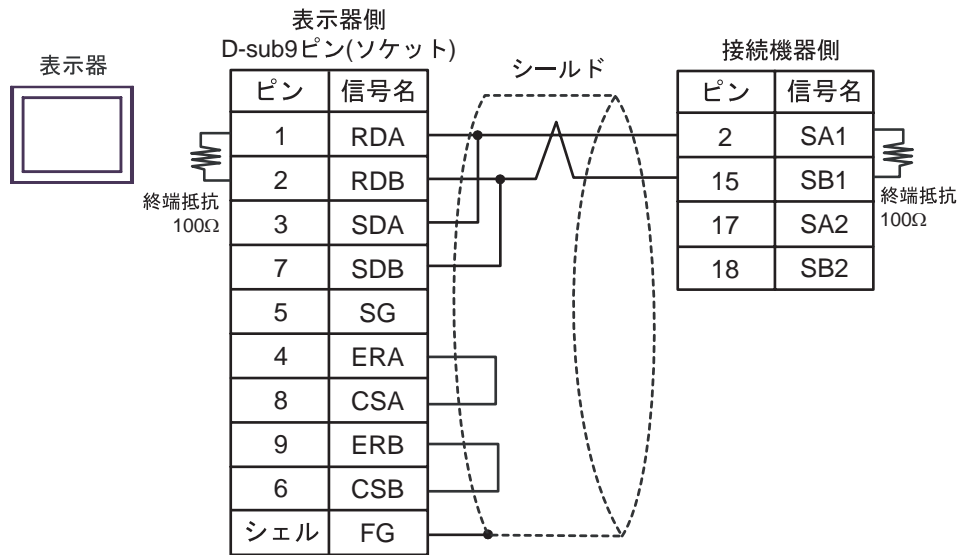 表示器
表示器側
D-sub9ピン(ソケット)
シールド
接続機器側
ピン 信号名
1 RDA
2 RDB
3 SDA
7 SDB
5 SG
4 ERA
8 CSA
9 ERB
6 CSB
シェル FG
終端抵抗
100Ω
ピン 信号名
2 SA1
15 SB1
17 SA2
18 SB2
終端抵抗
100Ω